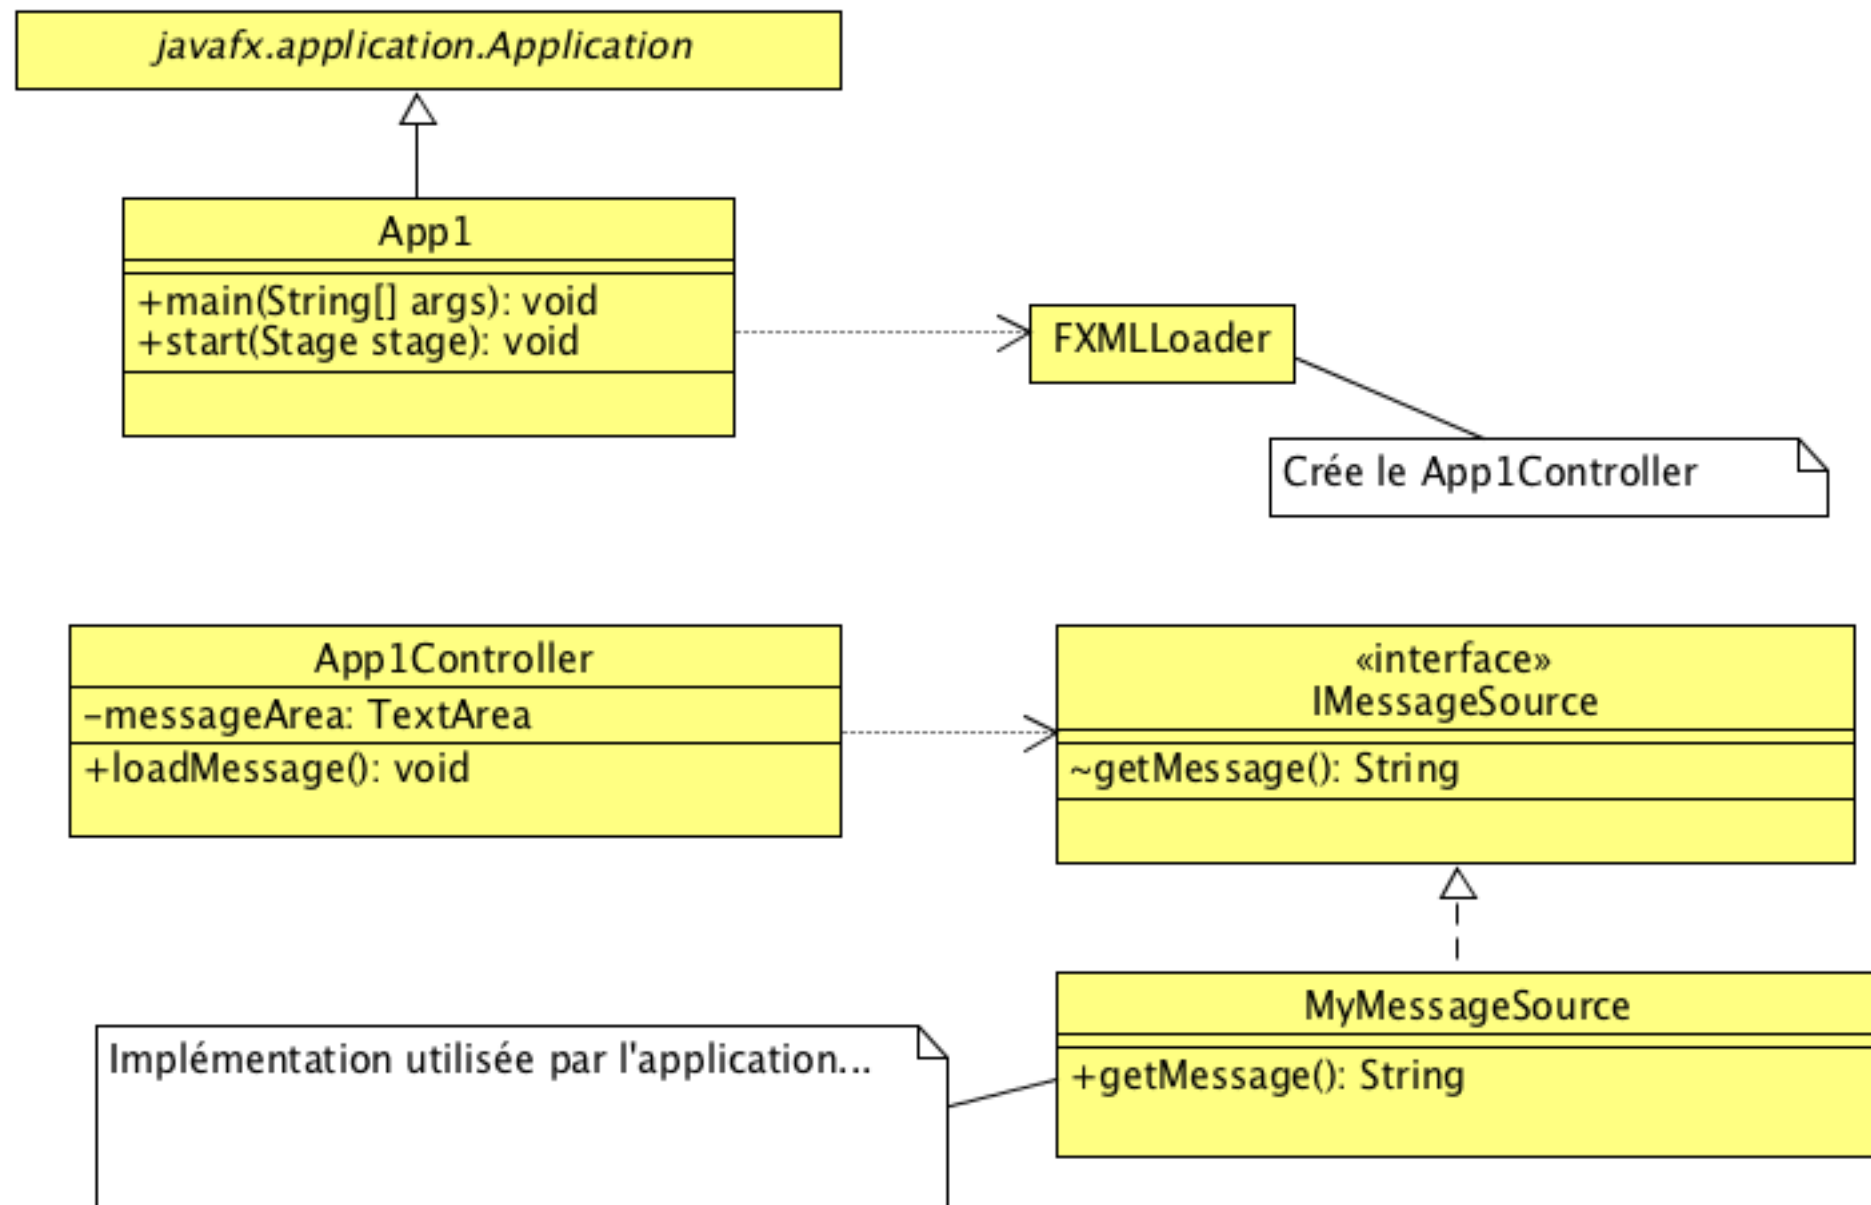 javafx.application.Application
App1
+main(String[] args): void
+start(Stage stage): void
FXMLLoader
Crée le App1Controller
App1Controller
-messageArea: TextArea
+loadMessage(): void
«interface»
IMessageSource
~getMessage(): String
MyMessageSource
+getMessage(): String
Implémentation utilisée par l'application...